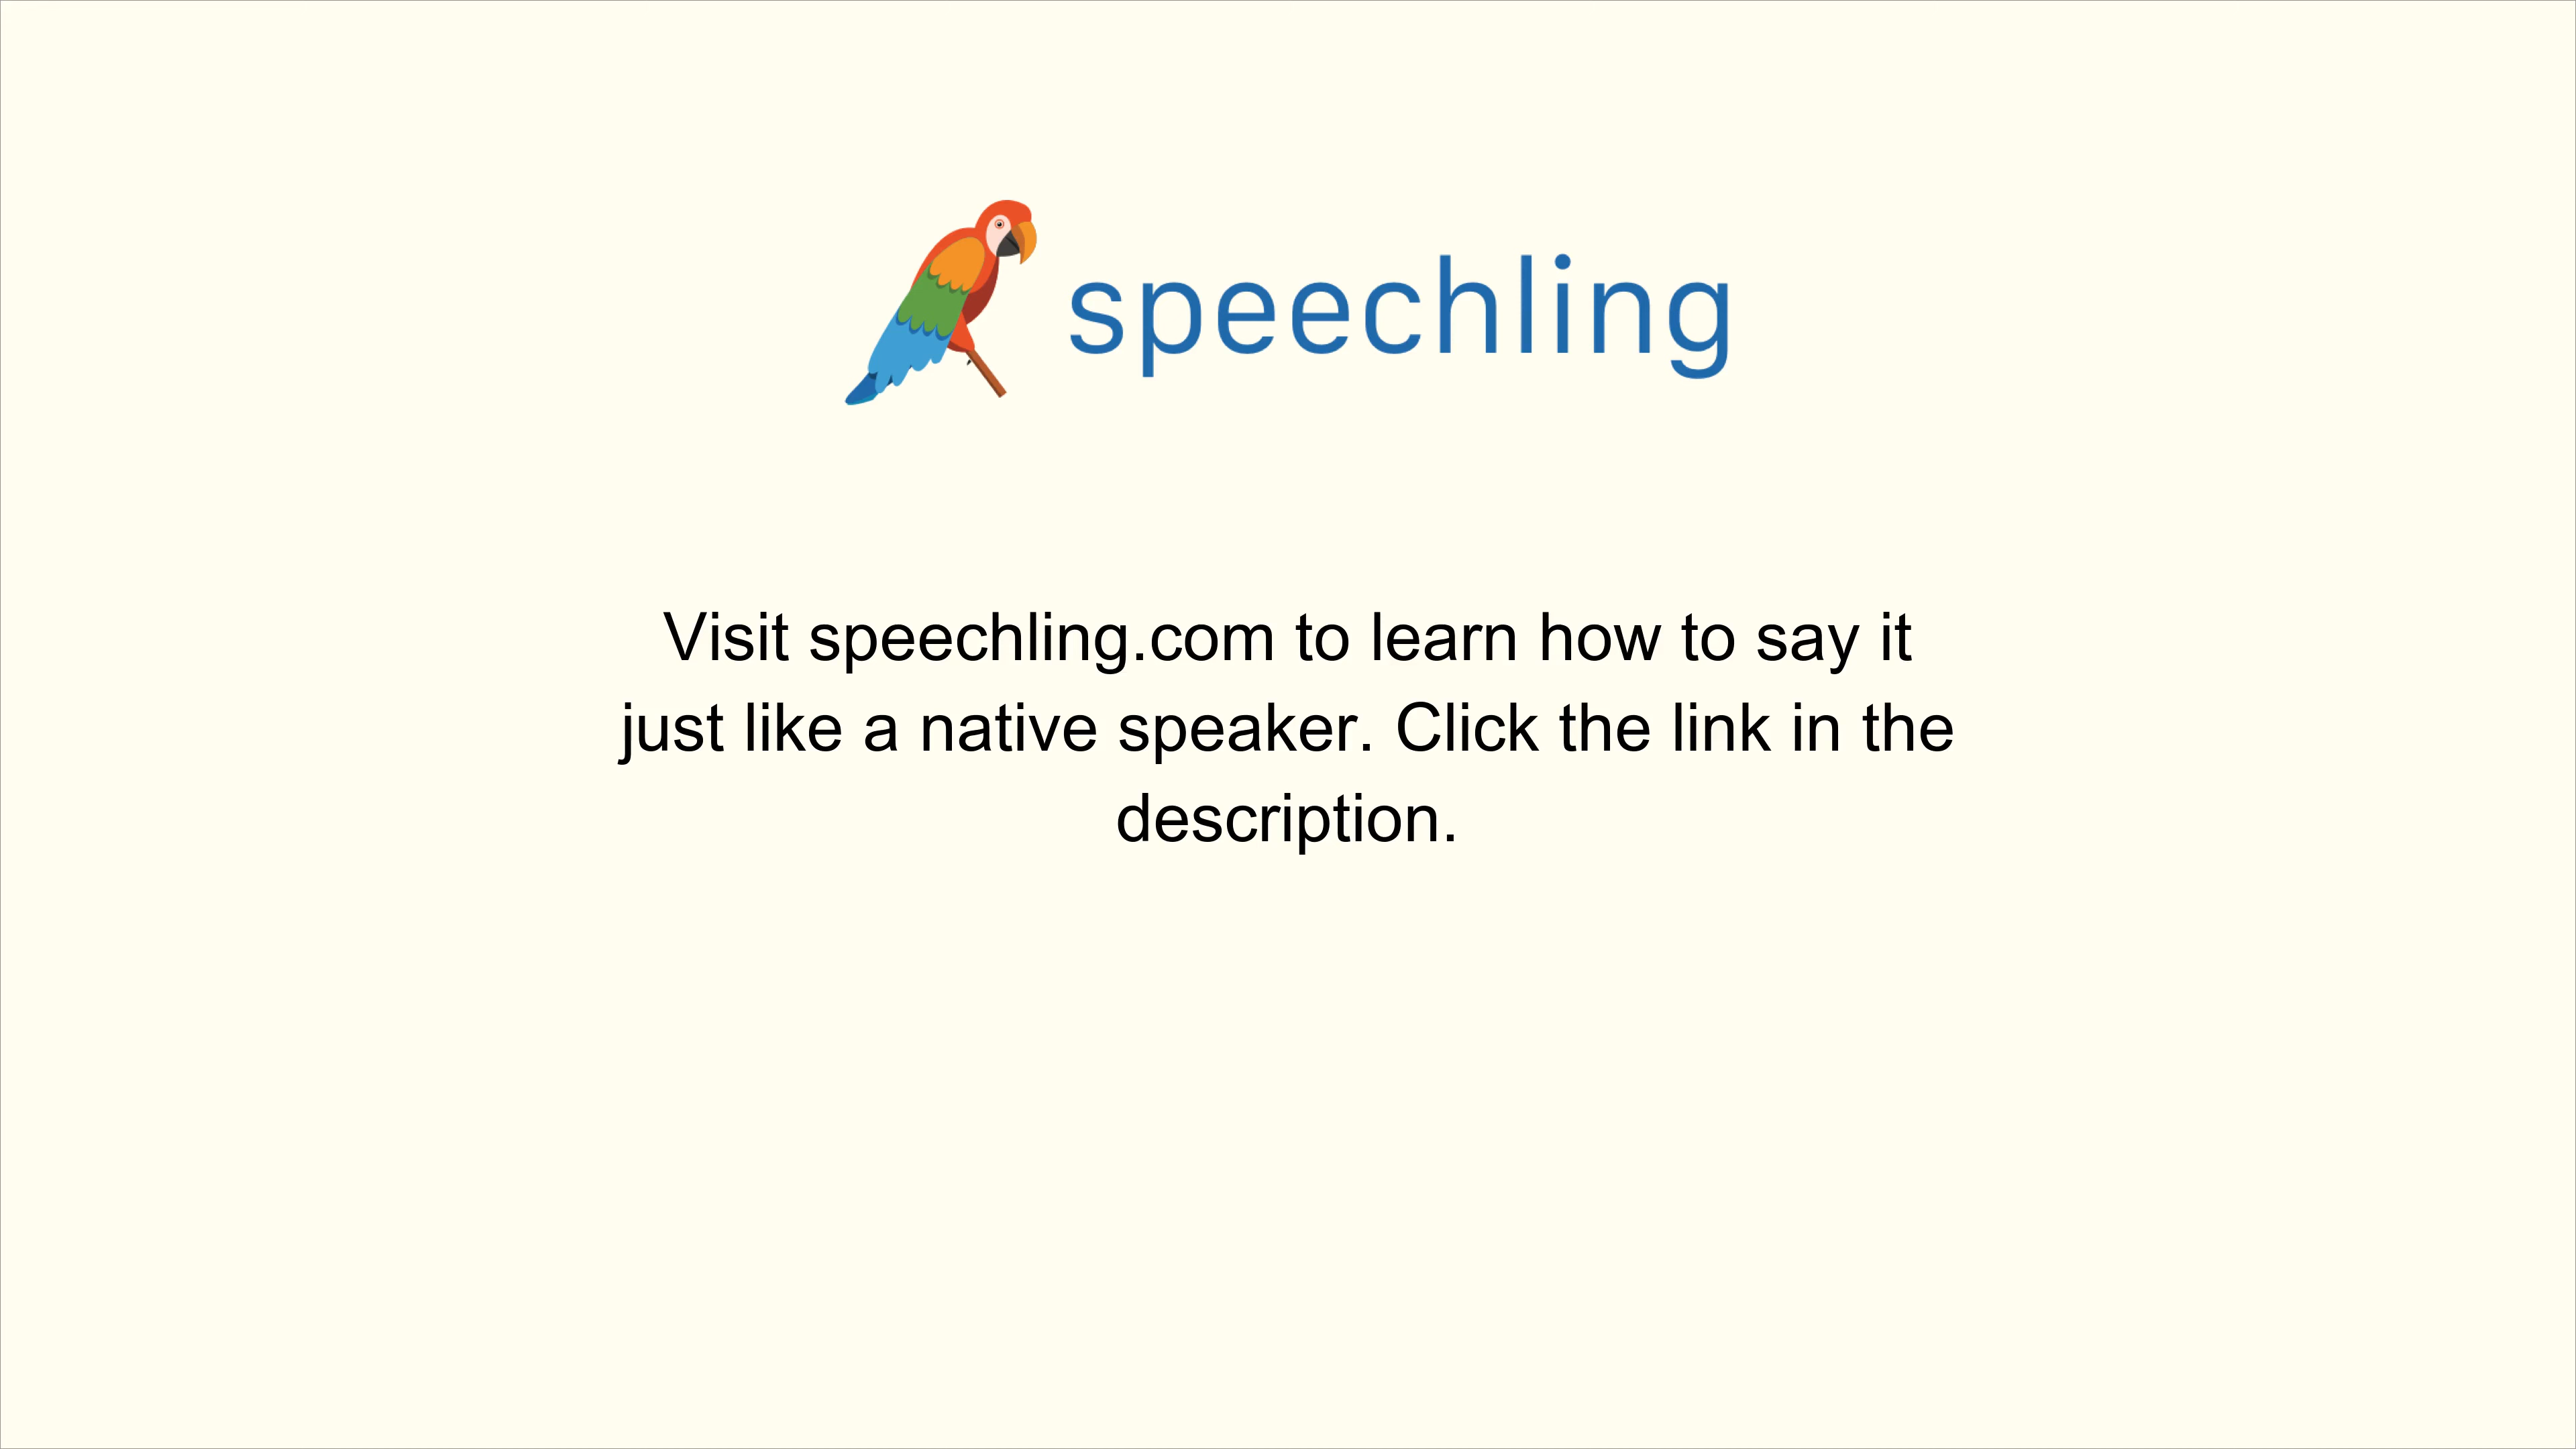 speechling
Visit speechling.com to learn how to say it
just like a native speaker. Click the link in the
description.